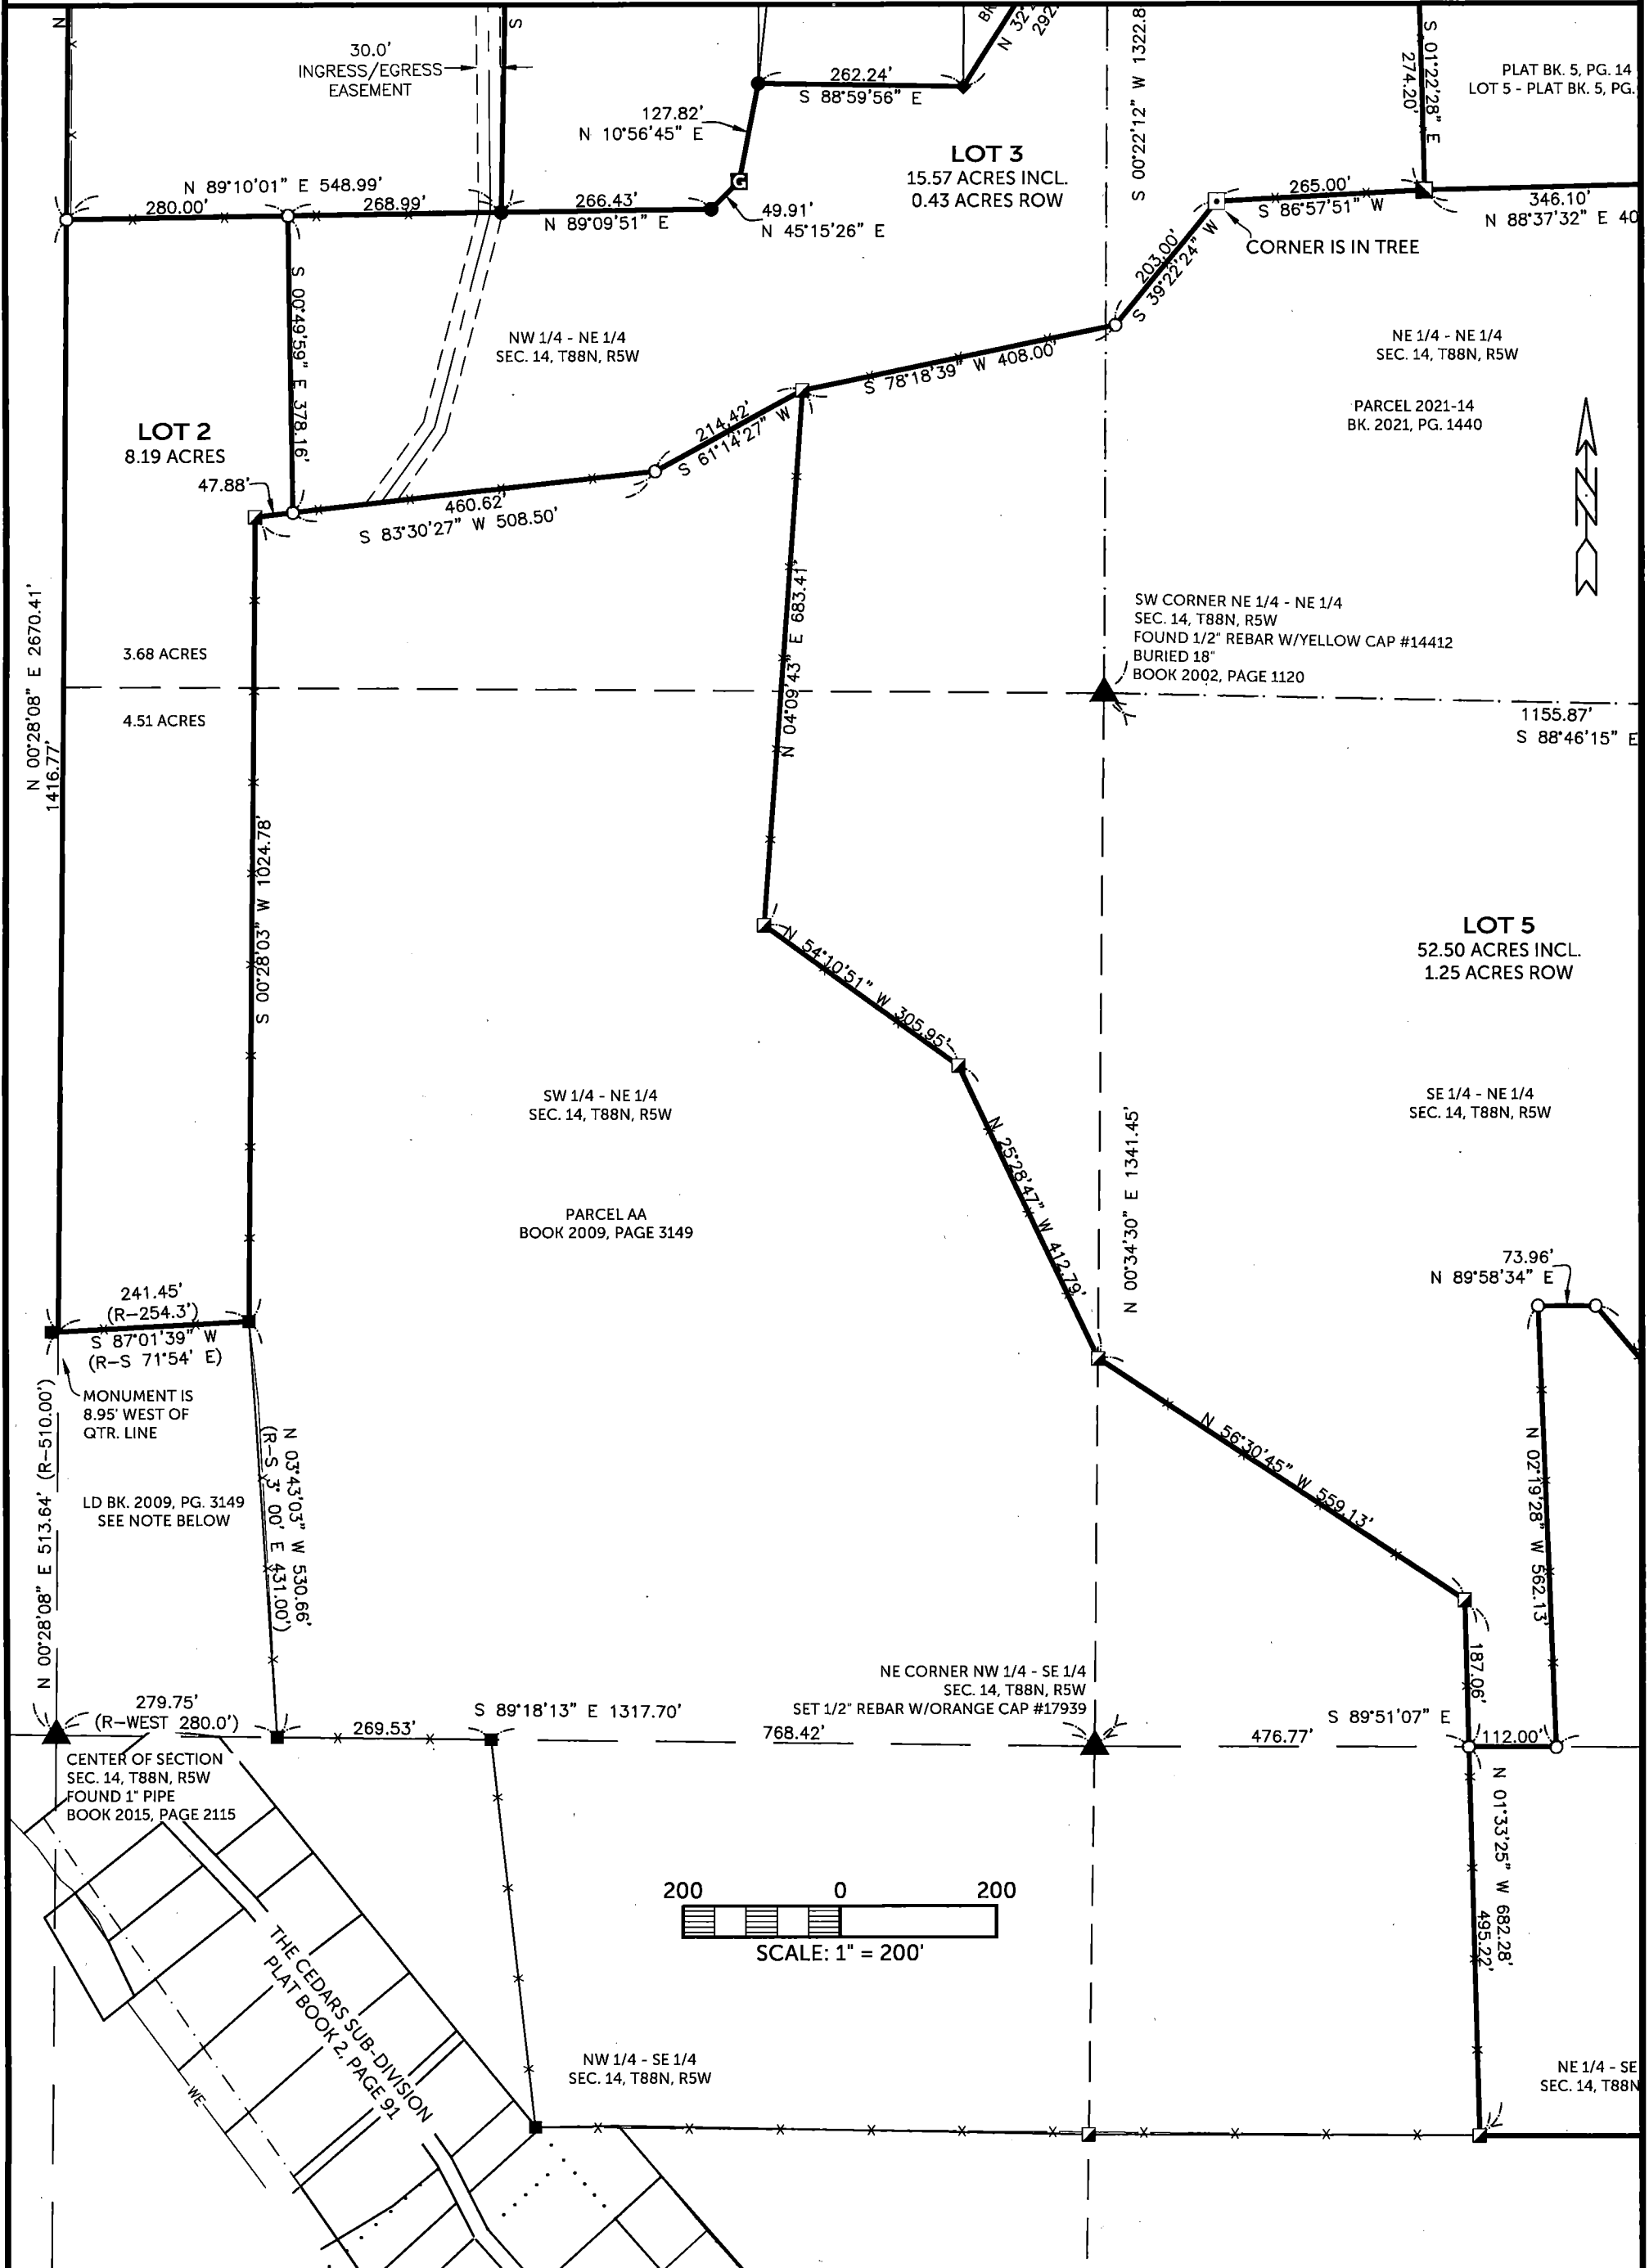 N
S
30.0'
INGRESS/EGRESS
EASEMENT
262.24'
S 88°59'56" E
BR
N 32°
292.
S 00°22'12" W 1322.8
S 01°22'28" E
274.20'
PLAT BK. 5, PG. 14
LOT 5 - PLAT BK. 5, PG.
127.82'
N 10°56'45" E
LOT 3
15.57 ACRES INCL.
0.43 ACRES ROW
G
N 89°10'01" E 548.99'
280.00'
268.99'
266.43'
N 89°09'51" E
49.91'
N 45°15'26" E
265.00'
S 86°57'51" W
346.10'
N 88°37'32" E 40
CORNER IS IN TREE
203.00'
S 39°22'24" W
S 00°49'59" E 378.16'
NW 1/4 - NE 1/4
SEC. 14, T88N, R5W
NE 1/4 - NE 1/4
SEC. 14, T88N, R5W
S 78°18'39" W 408.00'
PARCEL 2021-14
BK. 2021, PG. 1440
LOT 2
8.19 ACRES
214.42'
S 61°14'27" W
47.88'
460.62'
S 83°30'27" W 508.50'
N
N 04°09'43" E 683.41'
SW CORNER NE 1/4 - NE 1/4
SEC. 14, T88N, R5W
FOUND 1/2" REBAR W/YELLOW CAP #14412
BURIED 18"
BOOK 2002, PAGE 1120
N 00°28'08" E 2670.41'
1416.77'
3.68 ACRES
4.51 ACRES
1155.87'
S 88°46'15" E
S 00°28'03" W 1024.78'
LOT 5
52.50 ACRES INCL.
1.25 ACRES ROW
N 54°10'51" W 305.95'
SW 1/4 - NE 1/4
SEC. 14, T88N, R5W
SE 1/4 - NE 1/4
SEC. 14, T88N, R5W
N 25°28'47" W 412.79'
N 00°34'30" E 1341.45'
PARCEL AA
BOOK 2009, PAGE 3149
73.96'
N 89°58'34" E
241.45'
(R-254.3')
S 87°01'39" W
(R-S 71°54' E)
MONUMENT IS
8.95' WEST OF
QTR. LINE
N 00°28'08" E 513.64' (R-510.00')
N 03°43'03" W 530.66'
(R-S 3° 00' E 431.00')
LD BK. 2009, PG. 3149
SEE NOTE BELOW
N 56°30'45" W 559.13'
N 02°19'28" W 562.13'
187.06'
NE CORNER NW 1/4 - SE 1/4
SEC. 14, T88N, R5W
SET 1/2" REBAR W/ORANGE CAP #17939
279.75'
(R-WEST 280.0')
S 89°18'13" E 1317.70'
269.53'
768.42'
S 89°51'07" E
476.77'
112.00'
CENTER OF SECTION
SEC. 14, T88N, R5W
FOUND 1" PIPE
BOOK 2015, PAGE 2115
N 01°33'25" W 682.28'
495.22'
200 0 200
SCALE: 1" = 200'
THE CEDARS SUB-DIVISION
PLAT BOOK 2, PAGE 91
WE
NW 1/4 - SE 1/4
SEC. 14, T88N, R5W
NE 1/4 - SE
SEC. 14, T88N